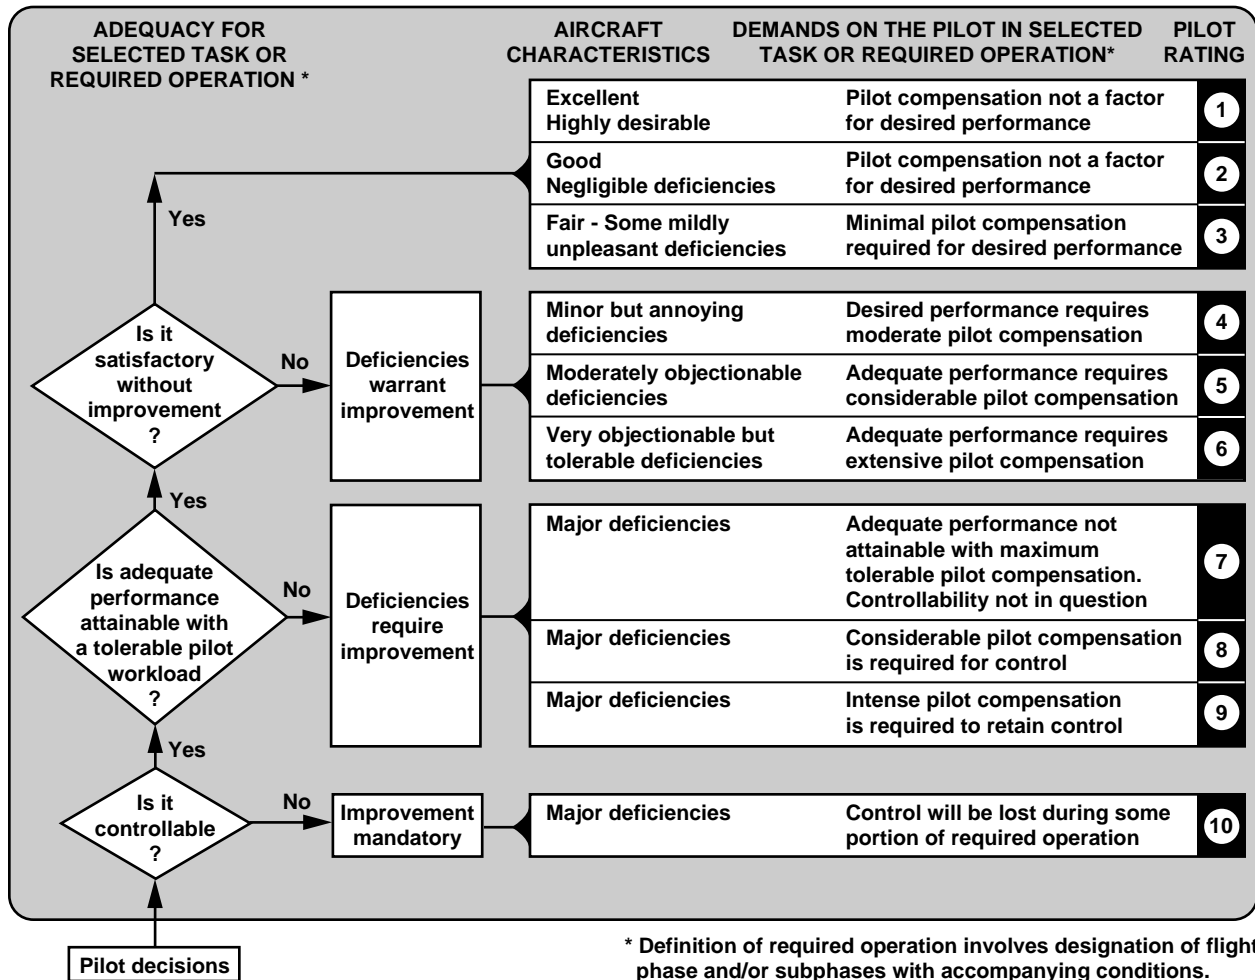 ADEQUACY FOR
SELECTED TASK OR
REQUIRED OPERATION *
AIRCRAFT
CHARACTERISTICS
DEMANDS ON THE PILOT IN SELECTED
TASK OR REQUIRED OPERATION*
PILOT
RATING
Excellent
Highly desirable
Pilot compensation not a factor
for desired performance
1
Good
Negligible deficiencies
Pilot compensation not a factor
for desired performance
2
Fair - Some mildly
unpleasant deficiencies
Minimal pilot compensation
required for desired performance
3
Yes
Is it
satisfactory
without
improvement
?
No
Deficiencies
warrant
improvement
Minor but annoying
deficiencies
Desired performance requires
moderate pilot compensation
4
Moderately objectionable
deficiencies
Adequate performance requires
considerable pilot compensation
5
Very objectionable but
tolerable deficiencies
Adequate performance requires
extensive pilot compensation
6
Yes
Is adequate
performance
attainable with
a tolerable pilot
workload
?
No
Deficiencies
require
improvement
Major deficiencies
Adequate performance not
attainable with maximum
tolerable pilot compensation.
Controllability not in question
7
Major deficiencies
Considerable pilot compensation
is required for control
8
Major deficiencies
Intense pilot compensation
is required to retain control
9
Yes
Is it
controllable
?
No
Improvement
mandatory
Major deficiencies
Control will be lost during some
portion of required operation
10
Pilot decisions
* Definition of required operation involves designation of flight
phase and/or subphases with accompanying conditions.